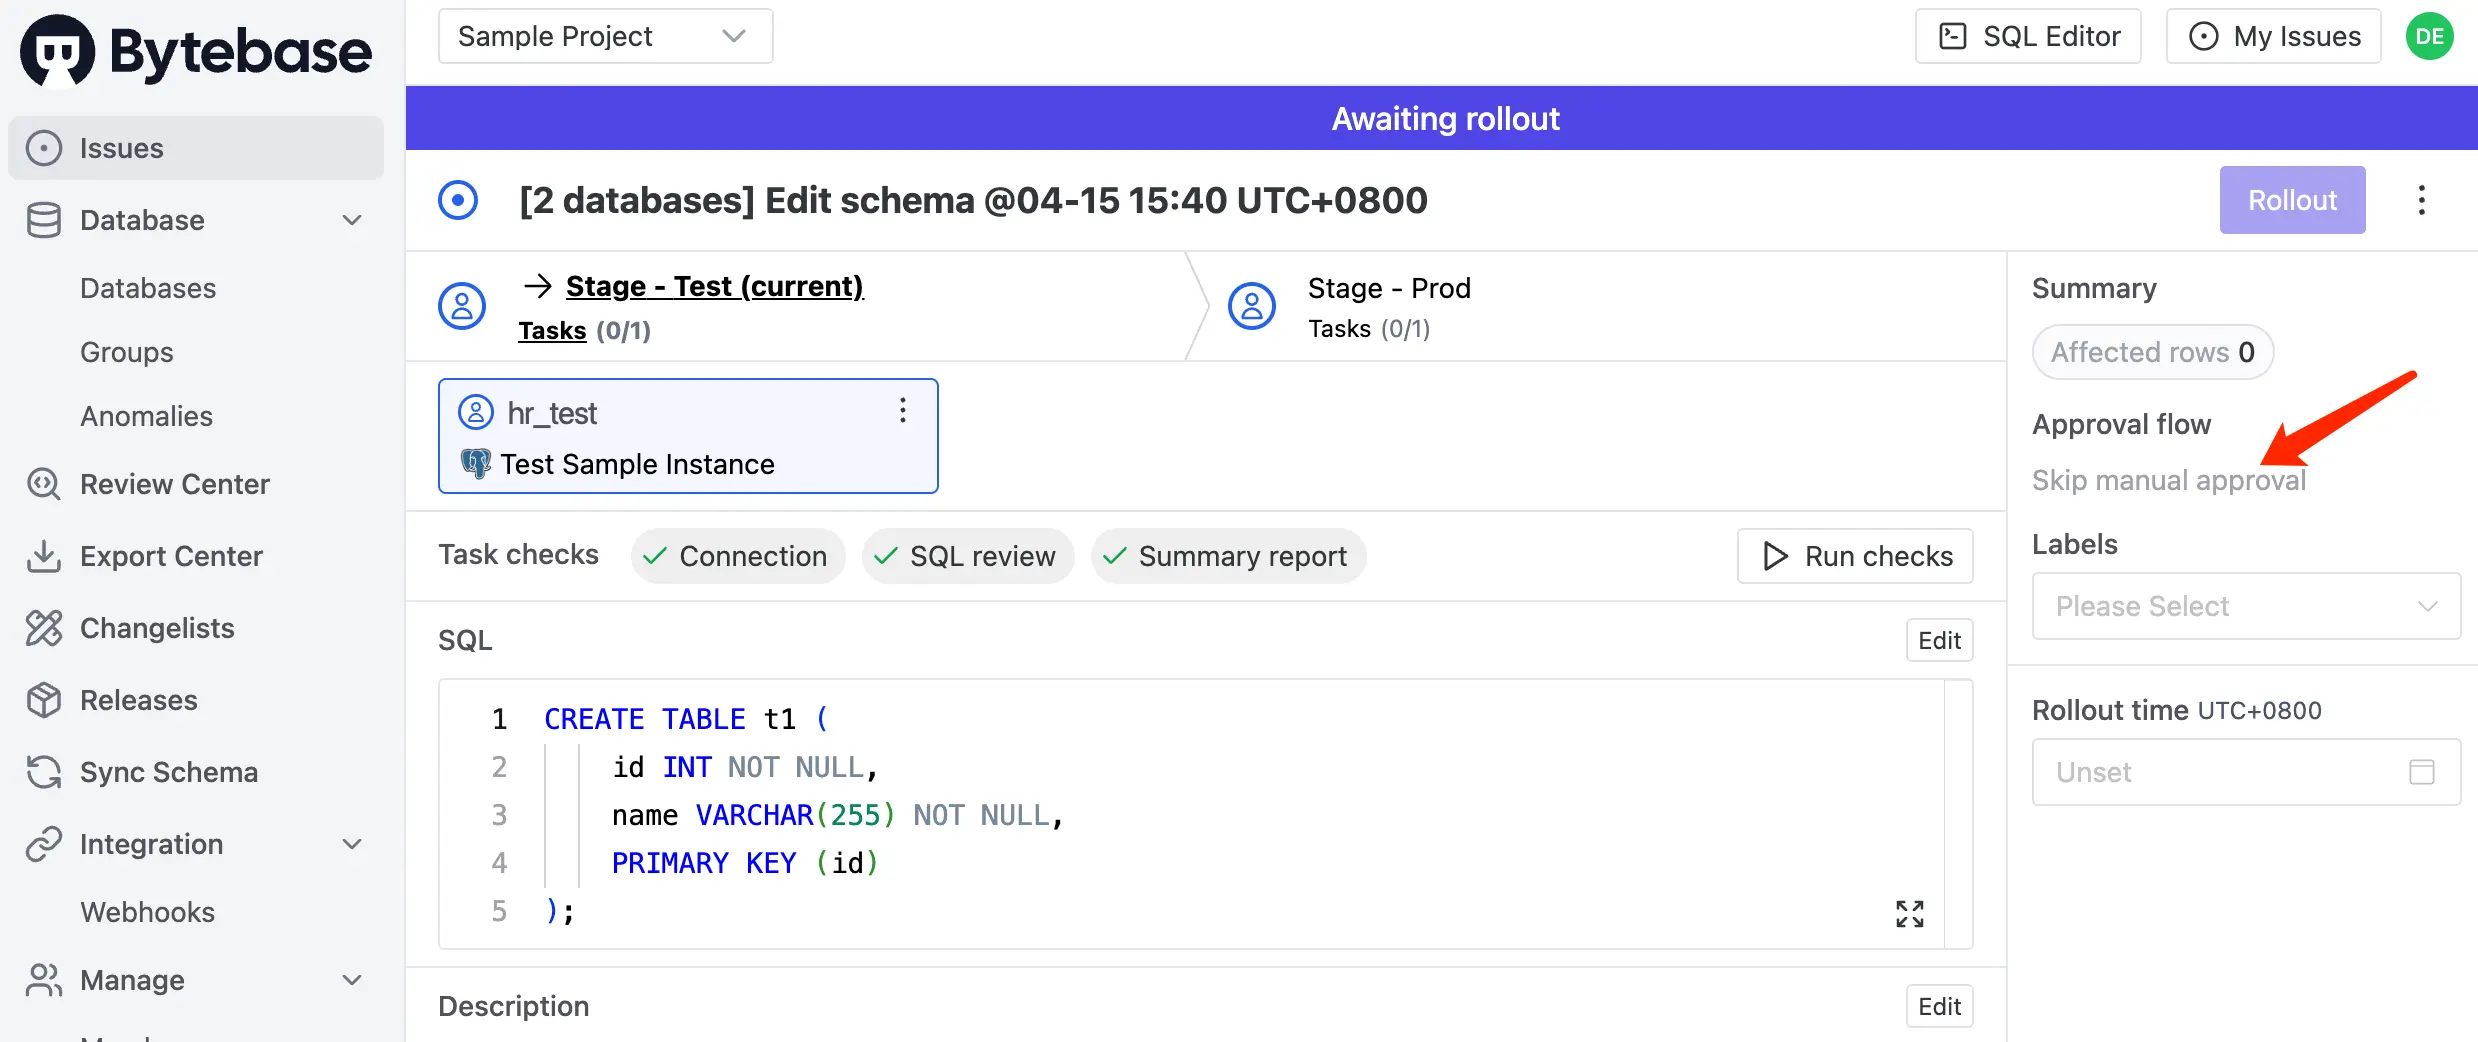 Bytebase
Sample Project
SQL Editor
My Issues
DE
Issues
Database
Databases
Groups
Anomalies
Review Center
Export Center
Changelists
Releases
Sync Schema
Integration
Webhooks
Manage
Awaiting rollout
[2 databases] Edit schema @04-15 15:40 UTC+0800
Rollout
→ Stage - Test (current)
Tasks (0/1)
Stage - Prod
Tasks (0/1)
hr_test
Test Sample Instance
Task checks
Connection
SQL review
Summary report
Run checks
SQL
Edit
1 CREATE TABLE t1 (
2 id INT NOT NULL,
3 name VARCHAR(255) NOT NULL,
4 PRIMARY KEY (id)
5 );
Description
Edit
Summary
Affected rows 0
Approval flow
Skip manual approval
Labels
Please Select
Rollout time UTC+0800
Unset